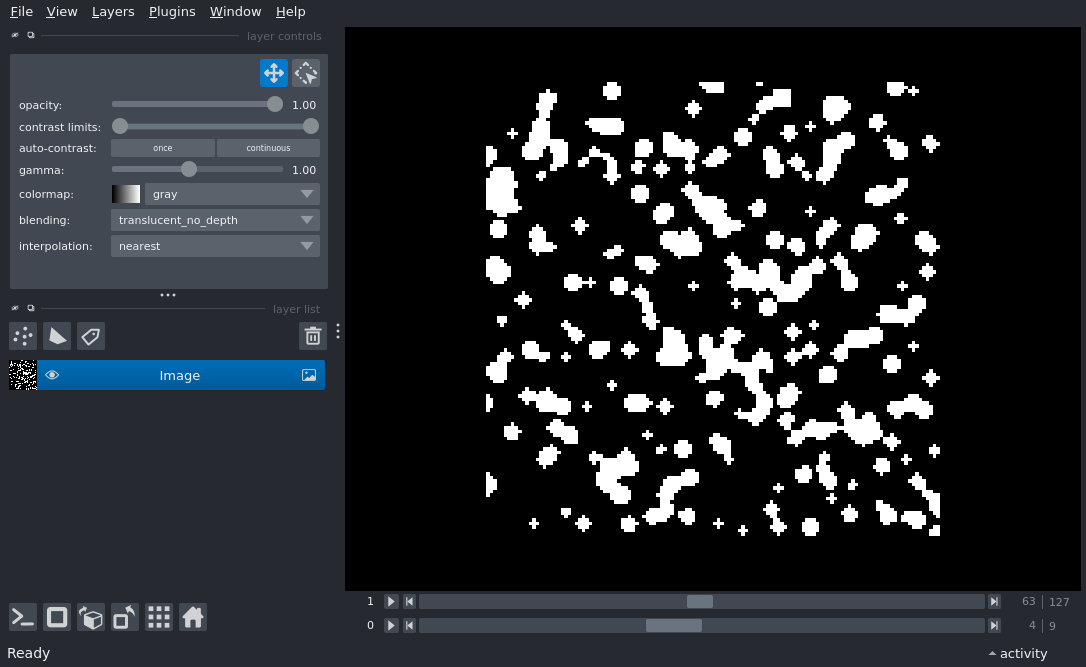 File View Layers Plugins Window Help
layer controls
opacity: 1.00
contrast limits:
auto-contrast: once continuous
gamma: 1.00
colormap: gray
blending: translucent_no_depth
interpolation: nearest
layer list
Image
1 63 127
0 4 9
Ready activity